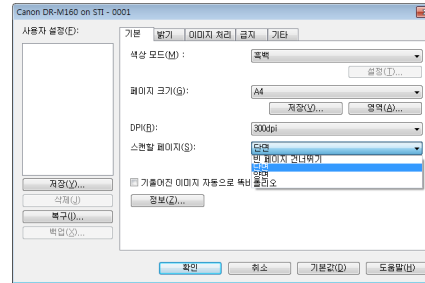 Canon DR-M160 on STI - 0001
사용자 설정(F):
기본 밝기 이미지 처리 급지 기타
색상 모드(M) : 흑백
설정(T)...
페이지 크기(G): A4
저장(V)... 영역(A)...
DPI(R): 300dpi
스캔할 페이지(S): 단면
빈 페이지 건너뛰기
단면
양면
폴리오
기울어진 이미지 자동으로 똑바
저장(Y)...
정보(Z)...
삭제(J)
복구(I)...
백업(X)...
확인 취소 기본값(D) 도움말(H)